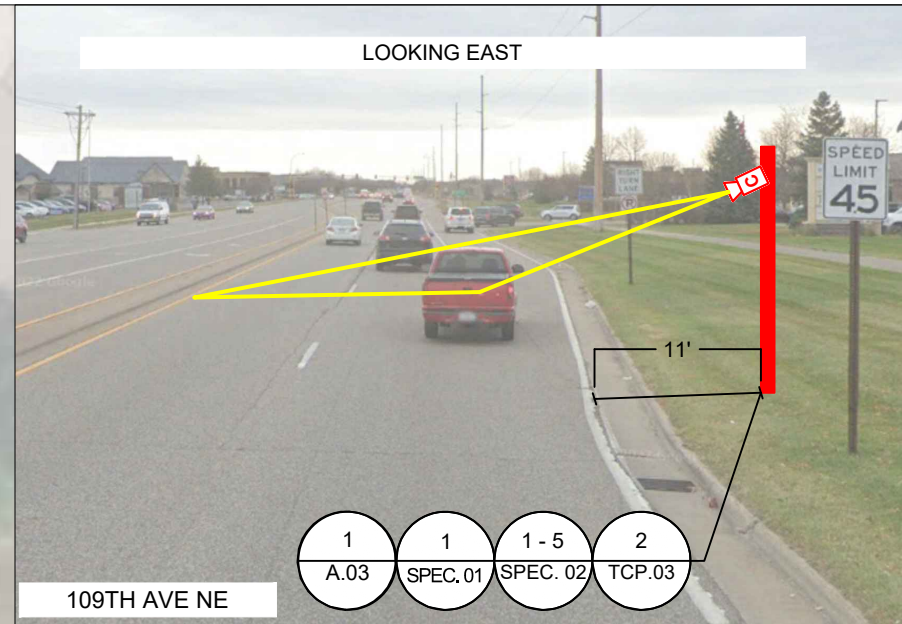 LOOKING EAST
SPEED
LIMIT
45
RIGHT
TURN
LANE
C
11'
1
A.03
1
SPEC. 01
1 - 5
SPEC. 02
2
TCP.03
109TH AVE NE